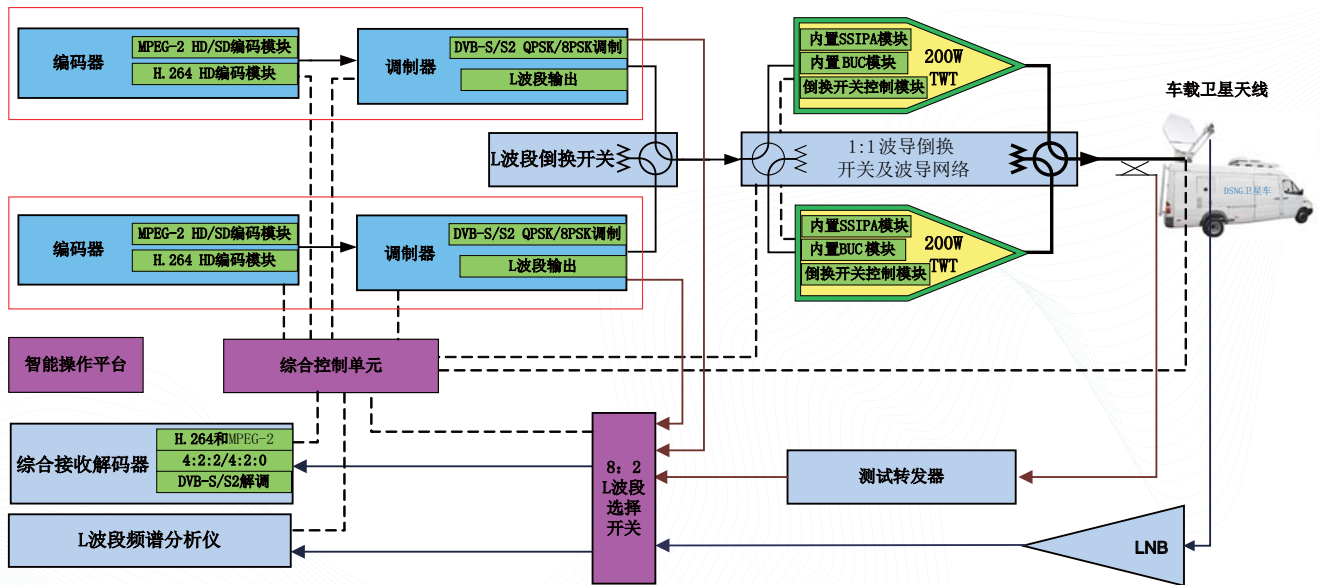 编码器
MPEG-2 HD/SD编码模块
H.264 HD编码模块
调制器
DVB-S/S2 QPSK/8PSK调制
L波段输出
内置SSIPA模块
内置BUC模块
倒换开关控制模块
200W
TWT
车载卫星天线
L波段倒换开关
1:1波导倒换
开关及波导网络
DSNG卫星车
编码器
MPEG-2 HD/SD编码模块
H.264 HD编码模块
调制器
DVB-S/S2 QPSK/8PSK调制
L波段输出
内置SSIPA模块
内置BUC模块
倒换开关控制模块
200W
TWT
智能操作平台
综合控制单元
综合接收解码器
H.264和MPEG-2
4:2:2/4:2:0
DVB-S/S2解调
8：2
L波段
选择
开关
测试转发器
L波段频谱分析仪
LNB